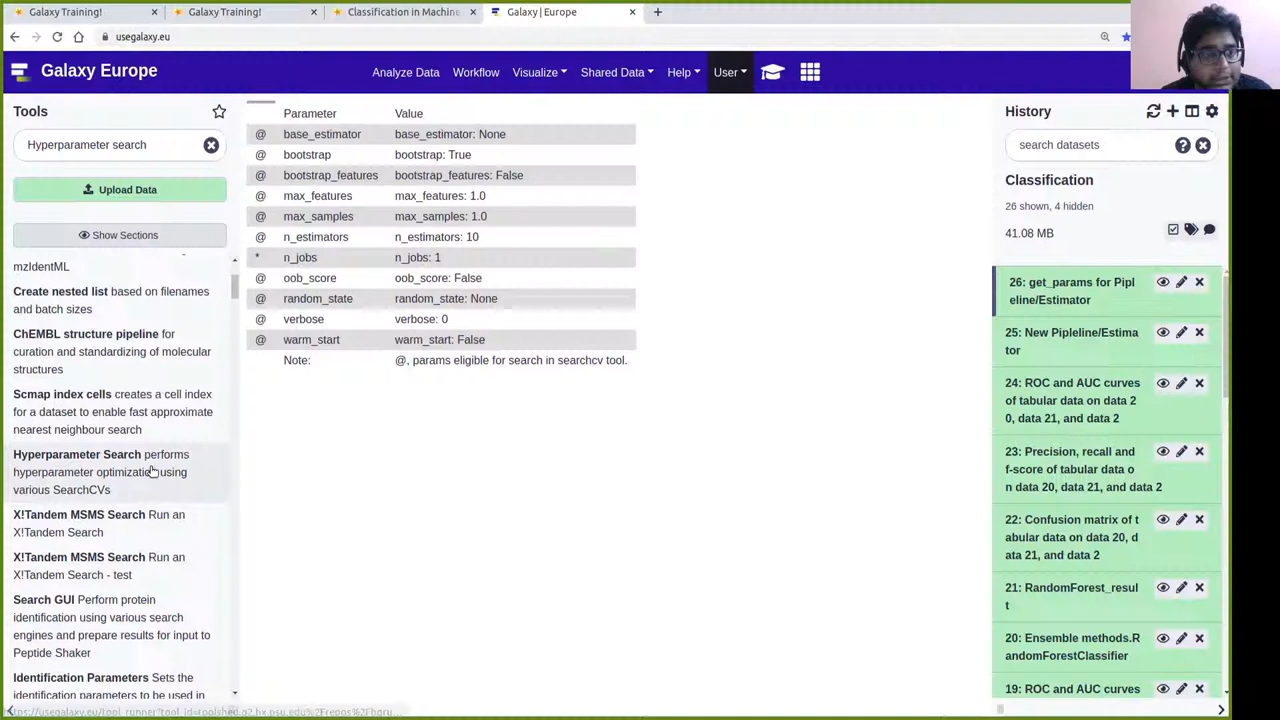 Galaxy Training!
Galaxy Training!
Classification in Machine
Galaxy | Europe
usegalaxy.eu
Galaxy Europe
Analyze Data
Workflow
Visualize
Shared Data
Help
User
Tools
Hyperparameter search
Upload Data
Show Sections
mzIdentML
Create nested list based on filenames
and batch sizes
ChEMBL structure pipeline for
curation and standardizing of molecular
structures
Scmap index cells creates a cell index
for a dataset to enable fast approximate
nearest neighbour search
Hyperparameter Search performs
hyperparameter optimization using
various SearchCVs
X!Tandem MSMS Search Run an
X!Tandem Search
X!Tandem MSMS Search Run an
X!Tandem Search - test
Search GUI Perform protein
identification using various search
engines and prepare results for input to
Peptide Shaker
Identification Parameters Sets the
identification parameters to be used in
Parameter Value
@ base_estimator base_estimator: None
@ bootstrap bootstrap: True
@ bootstrap_features bootstrap_features: False
@ max_features max_features: 1.0
@ max_samples max_samples: 1.0
@ n_estimators n_estimators: 10
* n_jobs n_jobs: 1
@ oob_score oob_score: False
@ random_state random_state: None
@ verbose verbose: 0
@ warm_start warm_start: False
Note: @, params eligible for search in searchcv tool.
History
search datasets
Classification
26 shown, 4 hidden
41.08 MB
26: get_params for Pipl
eline/Estimator
25: New Pipleline/Estima
tor
24: ROC and AUC curves
of tabular data on data 2
0, data 21, and data 2
23: Precision, recall and
f-score of tabular data o
n data 20, data 21, and data 2
22: Confusion matrix of t
abular data on data 20, d
ata 21, and data 2
21: RandomForest_resul
t
20: Ensemble methods.R
andomForestClassifier
19: ROC and AUC curves